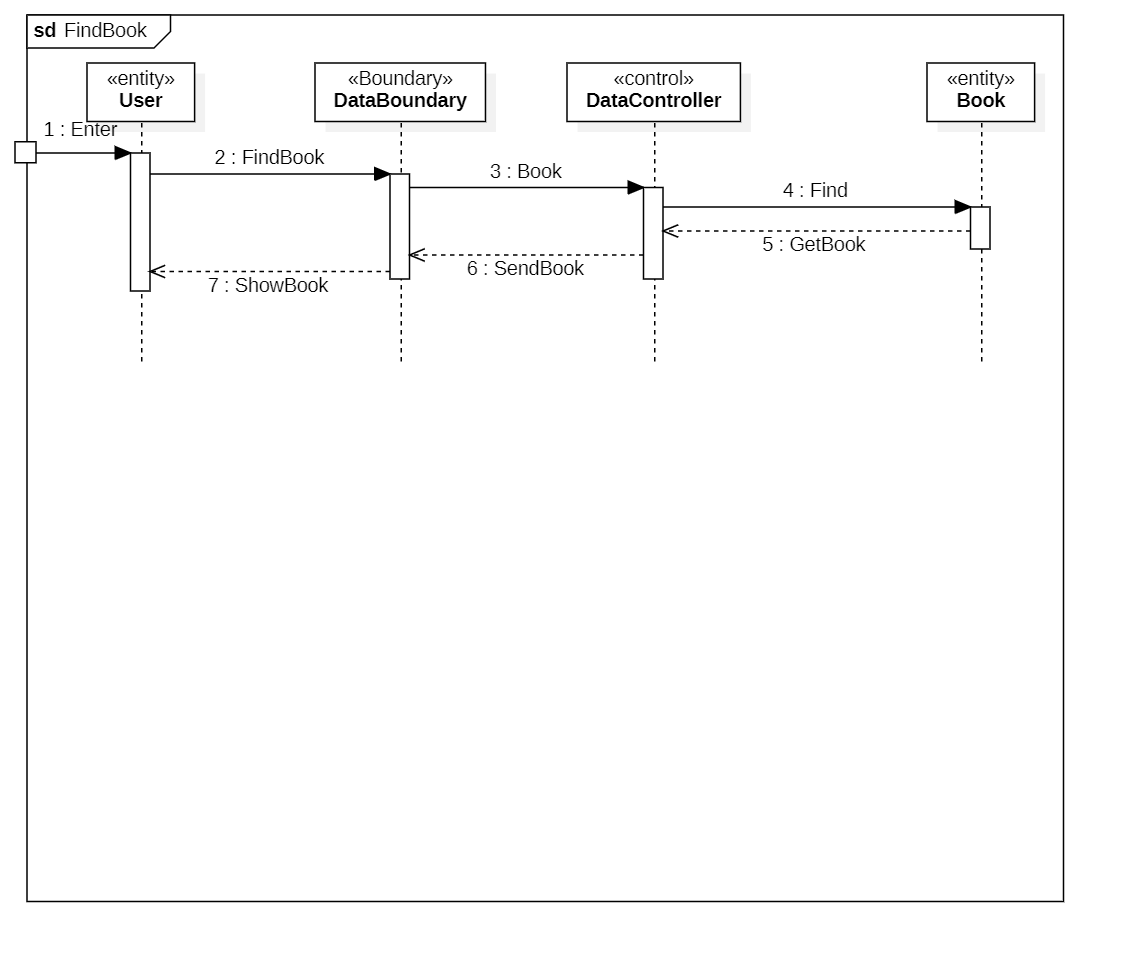 sd FindBook
«entity»
User
«Boundary»
DataBoundary
«control»
DataController
«entity»
Book
1 : Enter
2 : FindBook
3 : Book
4 : Find
5 : GetBook
6 : SendBook
7 : ShowBook